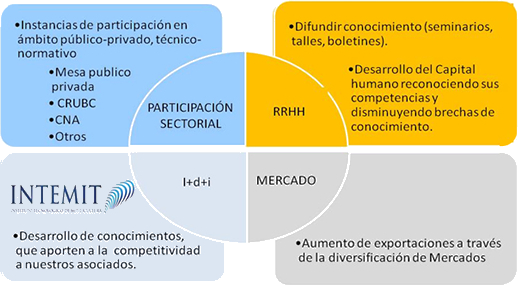 •Instancias de participación en
ámbito público-privado, técnico-
normativo
•Mesa publico
privada
•CRUBC
•CNA
•Otros
•Difundir conocimiento (seminarios,
talles, boletines).
•Desarrollo del Capital
humano reconociendo sus
competencias y
disminuyendo brechas de
conocimiento.
PARTICIPACIÓN
SECTORIAL
RRHH
I+d+i
MERCADO
INTEMIT
•Desarrollo de conocimientos,
que aporten a la competitividad
a nuestros asociados.
•Aumento de exportaciones a través
de la diversificación de Mercados